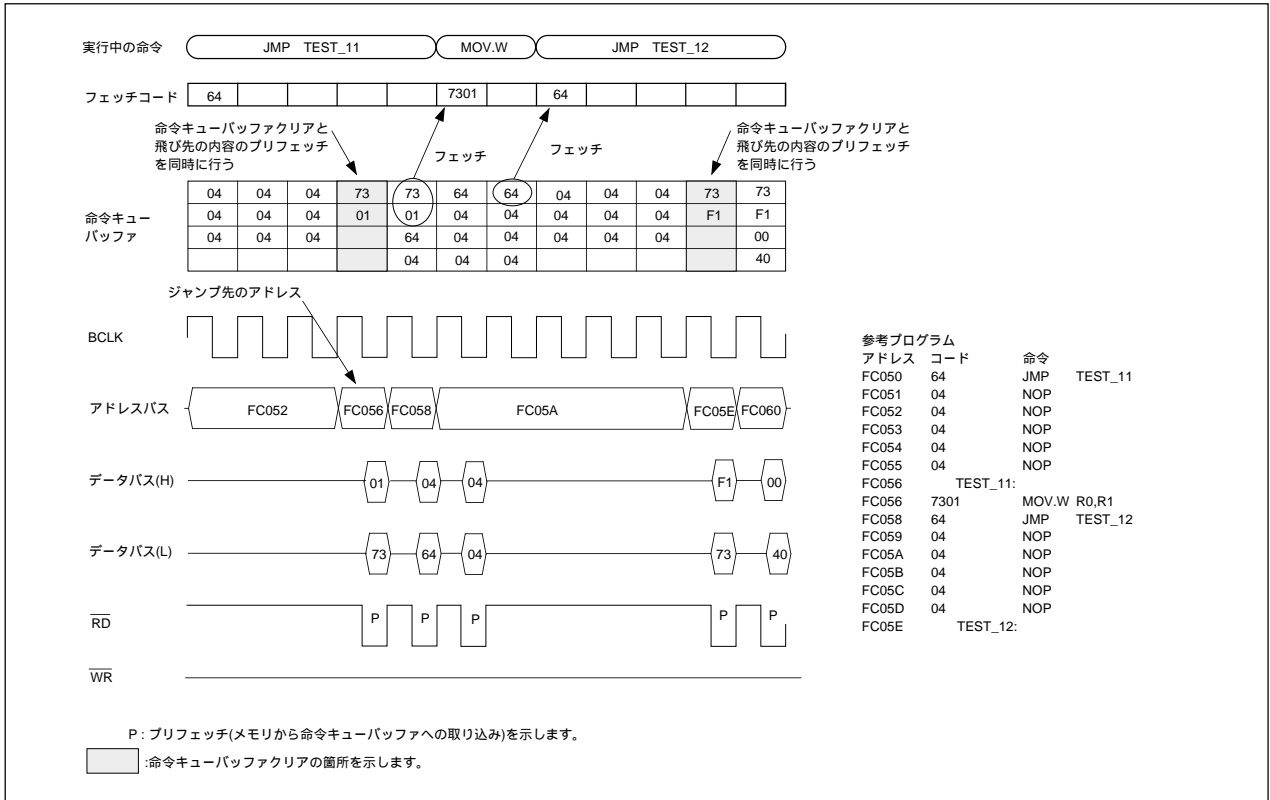 実行中の命令 JMP TEST_11 MOV.W JMP TEST_12
フェッチコード 64 7301 64
命令キューバッファクリアと
飛び先の内容のプリフェッチ
を同時に行う
フェッチ
フェッチ
命令キューバッファクリアと
飛び先の内容のプリフェッチ
を同時に行う
命令キュー
バッファ
04 04 04 73 73 64 64 04 04 04 73 73
04 04 04 01 01 04 04 04 04 04 F1 F1
04 04 04 64 04 04 04 04 04 00
04 04 04 40
ジャンプ先のアドレス
BCLK
アドレスバス FC052 FC056 FC058 FC05A FC05E FC060
データバス(H) 01 04 04 F1 00
データバス(L) 73 64 04 73 40
RD P P P P P
WR
参考プログラム
アドレス コード 命令
FC050 64 JMP TEST_11
FC051 04 NOP
FC052 04 NOP
FC053 04 NOP
FC054 04 NOP
FC055 04 NOP
FC056 TEST_11:
FC056 7301 MOV.W R0,R1
FC058 64 JMP TEST_12
FC059 04 NOP
FC05A 04 NOP
FC05B 04 NOP
FC05C 04 NOP
FC05D 04 NOP
FC05E TEST_12:
P : プリフェッチ(メモリから命令キューバッファへの取り込み)を示します。
:命令キューバッファクリアの箇所を示します。